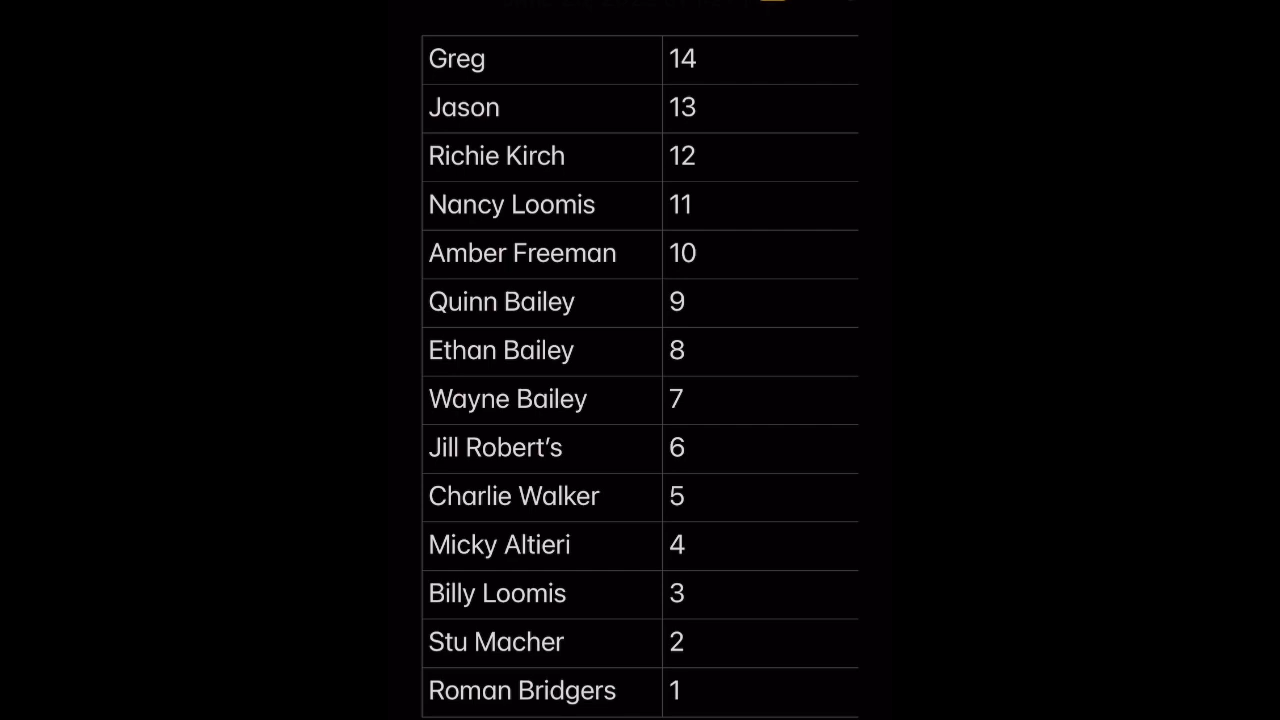 Greg 14
Jason 13
Richie Kirch 12
Nancy Loomis 11
Amber Freeman 10
Quinn Bailey 9
Ethan Bailey 8
Wayne Bailey 7
Jill Robert’s 6
Charlie Walker 5
Micky Altieri 4
Billy Loomis 3
Stu Macher 2
Roman Bridgers 1